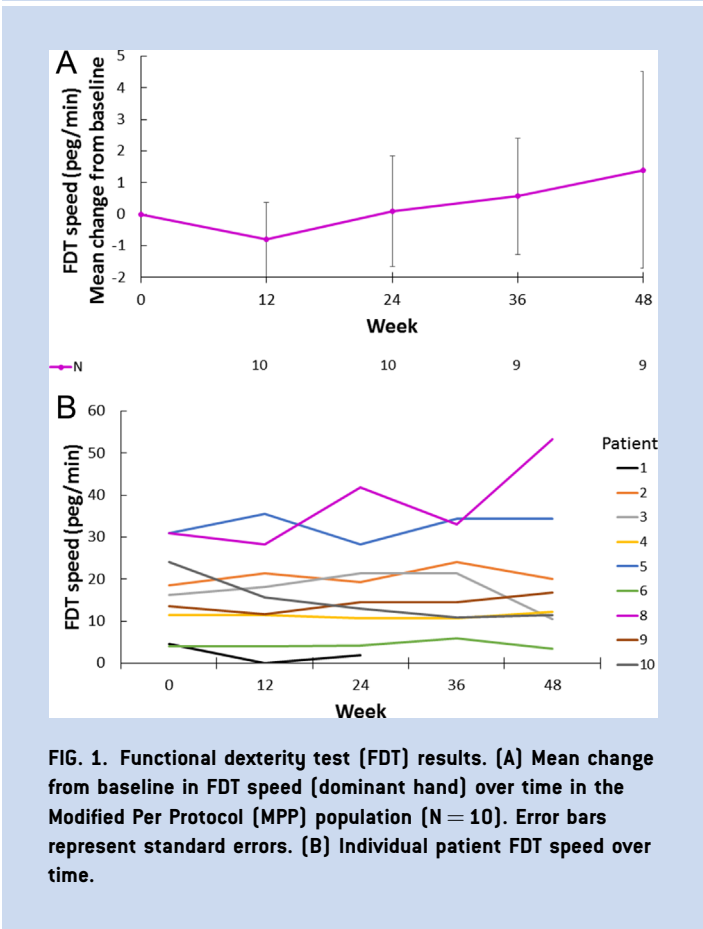 A
FDT speed (peg/min)
Mean change from baseline
5
4
3
2
1
0
-1
-2
0 12 24 36 48
Week
N 10 10 9 9
B
FDT speed (peg/min)
60
50
40
30
20
10
0
0 12 24 36 48
Week
Patient
1
2
3
4
5
6
8
9
10
FIG. 1. Functional dexterity test (FDT) results. (A) Mean change
from baseline in FDT speed (dominant hand) over time in the
Modified Per Protocol (MPP) population (N = 10). Error bars
represent standard errors. (B) Individual patient FDT speed over
time.